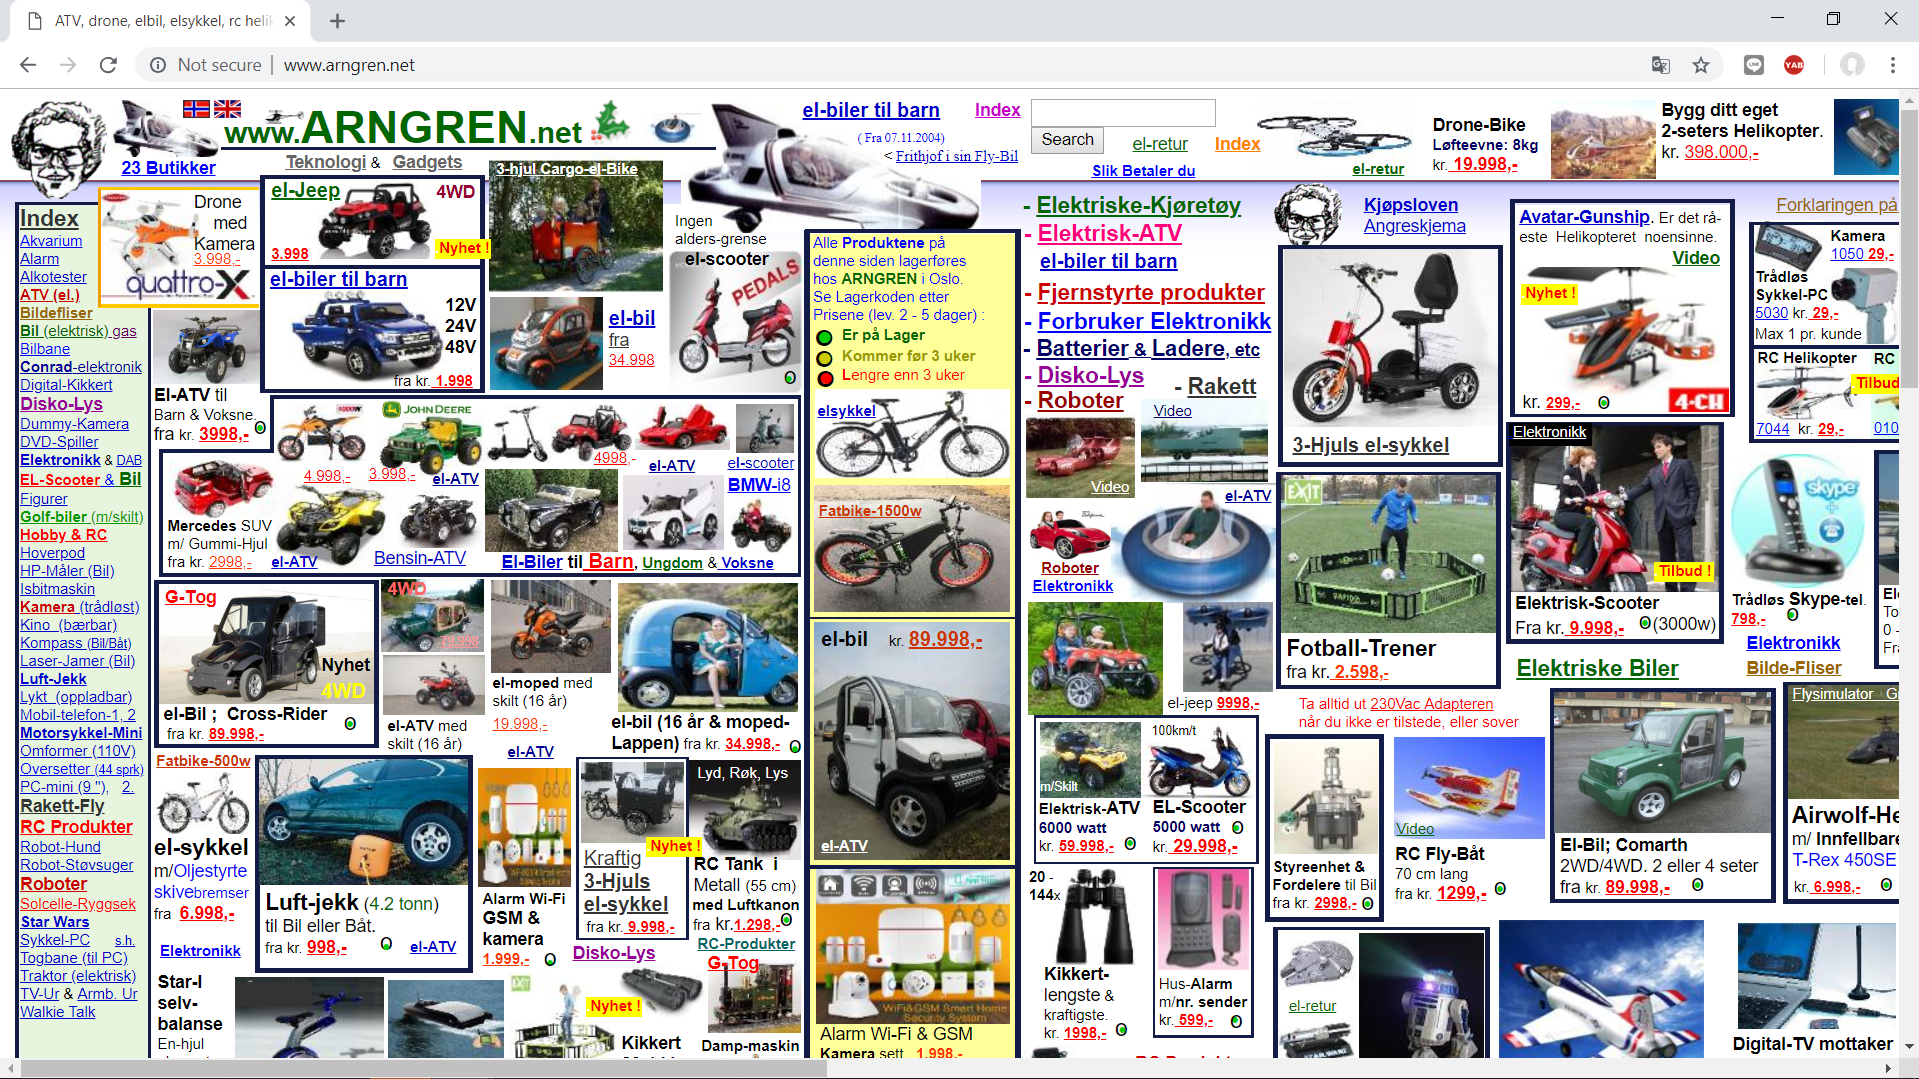 ATV, drone, elbil, elsykkel, rc heli
Not secure
www.arngren.net
YAB
www.ARNGREN.net
23 Butikker
Teknologi & Gadgets
el-biler til barn
( Fra 07.11.2004)
< Frithjof i sin Fly-Bil
Index
Search
el-retur
Index
Slik Betaler du
el-retur
Drone-Bike
Løfteevne: 8kg
kr. 19.998,-
Bygg ditt eget
2-seters Helikopter.
kr. 398.000,-
Index
Akvarium
Alarm
Alkotester
ATV (el.)
Bildefliser
Bil (elektrisk) gas
Bilbane
Conrad-elektronik
Digital-Kikkert
Disko-Lys
Dummy-Kamera
DVD-Spiller
Elektronikk & DAB
EL-Scooter & Bil
Figurer
Golf-biler (m/skilt)
Hobby & RC
Hoverpod
HP-Måler (Bil)
Isbitmaskin
Kamera (trådløst)
Kino (bærbar)
Kompass (Bil/Båt)
Laser-Jamer (Bil)
Luft-Jekk
Lykt (oppladbar)
Mobil-telefon-1, 2
Motorsykkel-Mini
Omformer (110V)
Oversetter (44 sprk)
PC-mini (9 "), 2.
Rakett-Fly
RC Produkter
Robot-Hund
Robot-Støvsuger
Roboter
Solcelle-Ryggsek
Star Wars
Sykkel-PC s.h.
Togbane (til PC)
Traktor (elektrisk)
TV-Ur & Armb. Ur
Walkie Talk
Drone
med
Kamera
3.998,-
quattro-X
el-Jeep
4WD
3.998
Nyhet !
el-biler til barn
12V
24V
48V
fra kr. 1.998
3-hjul Cargo-el-Bike
el-bil
fra
34.998
Ingen
alders-grense
el-scooter
PEDALS
El-ATV til
Barn & Voksne.
fra kr. 3998,-
1000W
JOHN DEERE
4.998,-
3.998,-
el-ATV
4998,-
el-ATV
el-scooter
BMW-i8
Mercedes SUV
m/ Gummi-Hjul
fra kr. 2998,-
el-ATV
Bensin-ATV
El-Biler til Barn, Ungdom & Voksne
G-Tog
Nyhet
4WD
el-Bil ; Cross-Rider
fra kr. 89.998,-
4WD
79.998
el-ATV med
skilt (16 år)
el-moped med
skilt (16 år)
19.998,-
el-ATV
el-bil (16 år & moped-
Lappen) fra kr. 34.998,-
Fatbike-500w
el-sykkel
m/Oljestyrte
skivebremser
fra 6.998,-
Elektronikk
Luft-jekk (4.2 tonn)
til Bil eller Båt.
fra kr. 998,-
el-ATV
Alarm Wi-Fi
GSM &
kamera
1.999,-
Nyhet !
Kraftig
3-Hjuls
el-sykkel
fra kr. 9.998,-
Lyd, Røk, Lys
RC Tank i
Metall (55 cm)
med Luftkanon
fra kr.1.298,-
RC-Produkter
Disko-Lys
G-Tog
Star-I
selv-
balanse
En-hjul
EXIT
Nyhet !
Kikkert
Damp-maskin
Alle Produktene på
denne siden lagerføres
hos ARNGREN i Oslo.
Se Lagerkoden etter
Prisene (lev. 2 - 5 dager) :
Er på Lager
Kommer før 3 uker
Lengre enn 3 uker
elsykkel
Fatbike-1500w
el-bil kr. 89.998,-
el-ATV
WiFi&GSM Smart Home
Security System
Alarm Wi-Fi & GSM
Kamera sett 1.998,-
- Elektriske-Kjøretøy
- Elektrisk-ATV
el-biler til barn
- Fjernstyrte produkter
- Forbruker Elektronikk
- Batterier & Ladere, etc
- Disko-Lys
- Rakett
- Roboter
Video
Video
el-ATV
Roboter
Elektronikk
el-jeep 9998,-
m/Skilt
Elektrisk-ATV
6000 watt
kr. 59.998,-
100km/t
EL-Scooter
5000 watt
kr. 29.998,-
20 -
144x
Kikkert-
lengste &
kraftigste.
kr. 1998,-
Hus-Alarm
m/nr. sender
kr. 599,-
Kjøpsloven
Angreskjema
3-Hjuls el-sykkel
EXIT
Fotball-Trener
fra kr. 2.598,-
Ta alltid ut 230Vac Adapteren
når du ikke er tilstede, eller sover
Styreenhet &
Fordelere til Bil
fra kr. 2998,-
Video
RC Fly-Båt
70 cm lang
fra kr. 1299,-
el-retur
STAR WARS
Avatar-Gunship. Er det rå-
este Helikopteret noensinne.
Video
Nyhet !
4-CH
kr. 299,-
Elektronikk
Tilbud !
Elektrisk-Scooter
Fra kr. 9.998,- (3000w)
Elektriske Biler
El-Bil; Comarth
2WD/4WD. 2 eller 4 seter
fra kr. 89.998,-
Forklaringen på
Kamera
1050 29,-
Trådløs
Sykkel-PC
5030 kr. 29,-
Max 1 pr. kunde
RC Helikopter
RC
Tilbud
7044 kr. 29,-
010
skype
Trådløs Skype-tel.
798,-
Elektronikk
Bilde-Fliser
Flysimulator
Airwolf-He
m/ Innfellbare
T-Rex 450SE
kr. 6.998,-
Digital-TV mottaker